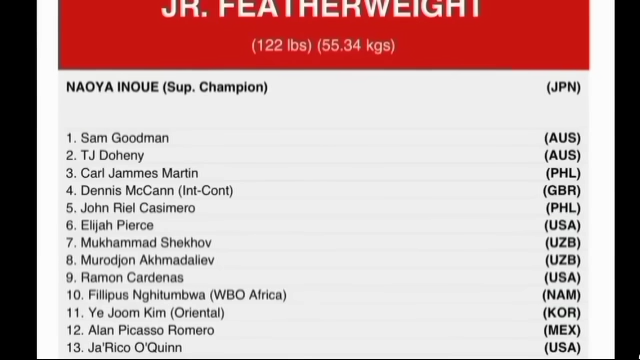 JR. FEATHERWEIGHT
(122 lbs) (55.34 kgs)
NAOYA INOUE (Sup. Champion) (JPN)
1. Sam Goodman (AUS)
2. TJ Doheny (AUS)
3. Carl Jammes Martin (PHL)
4. Dennis McCann (Int-Cont) (GBR)
5. John Riel Casimero (PHL)
6. Elijah Pierce (USA)
7. Mukhammad Shekhov (UZB)
8. Murodjon Akhmadaliev (UZB)
9. Ramon Cardenas (USA)
10. Fillipus Nghitumbwa (WBO Africa) (NAM)
11. Ye Joom Kim (Oriental) (KOR)
12. Alan Picasso Romero (MEX)
13. Ja'Rico O'Quinn (USA)